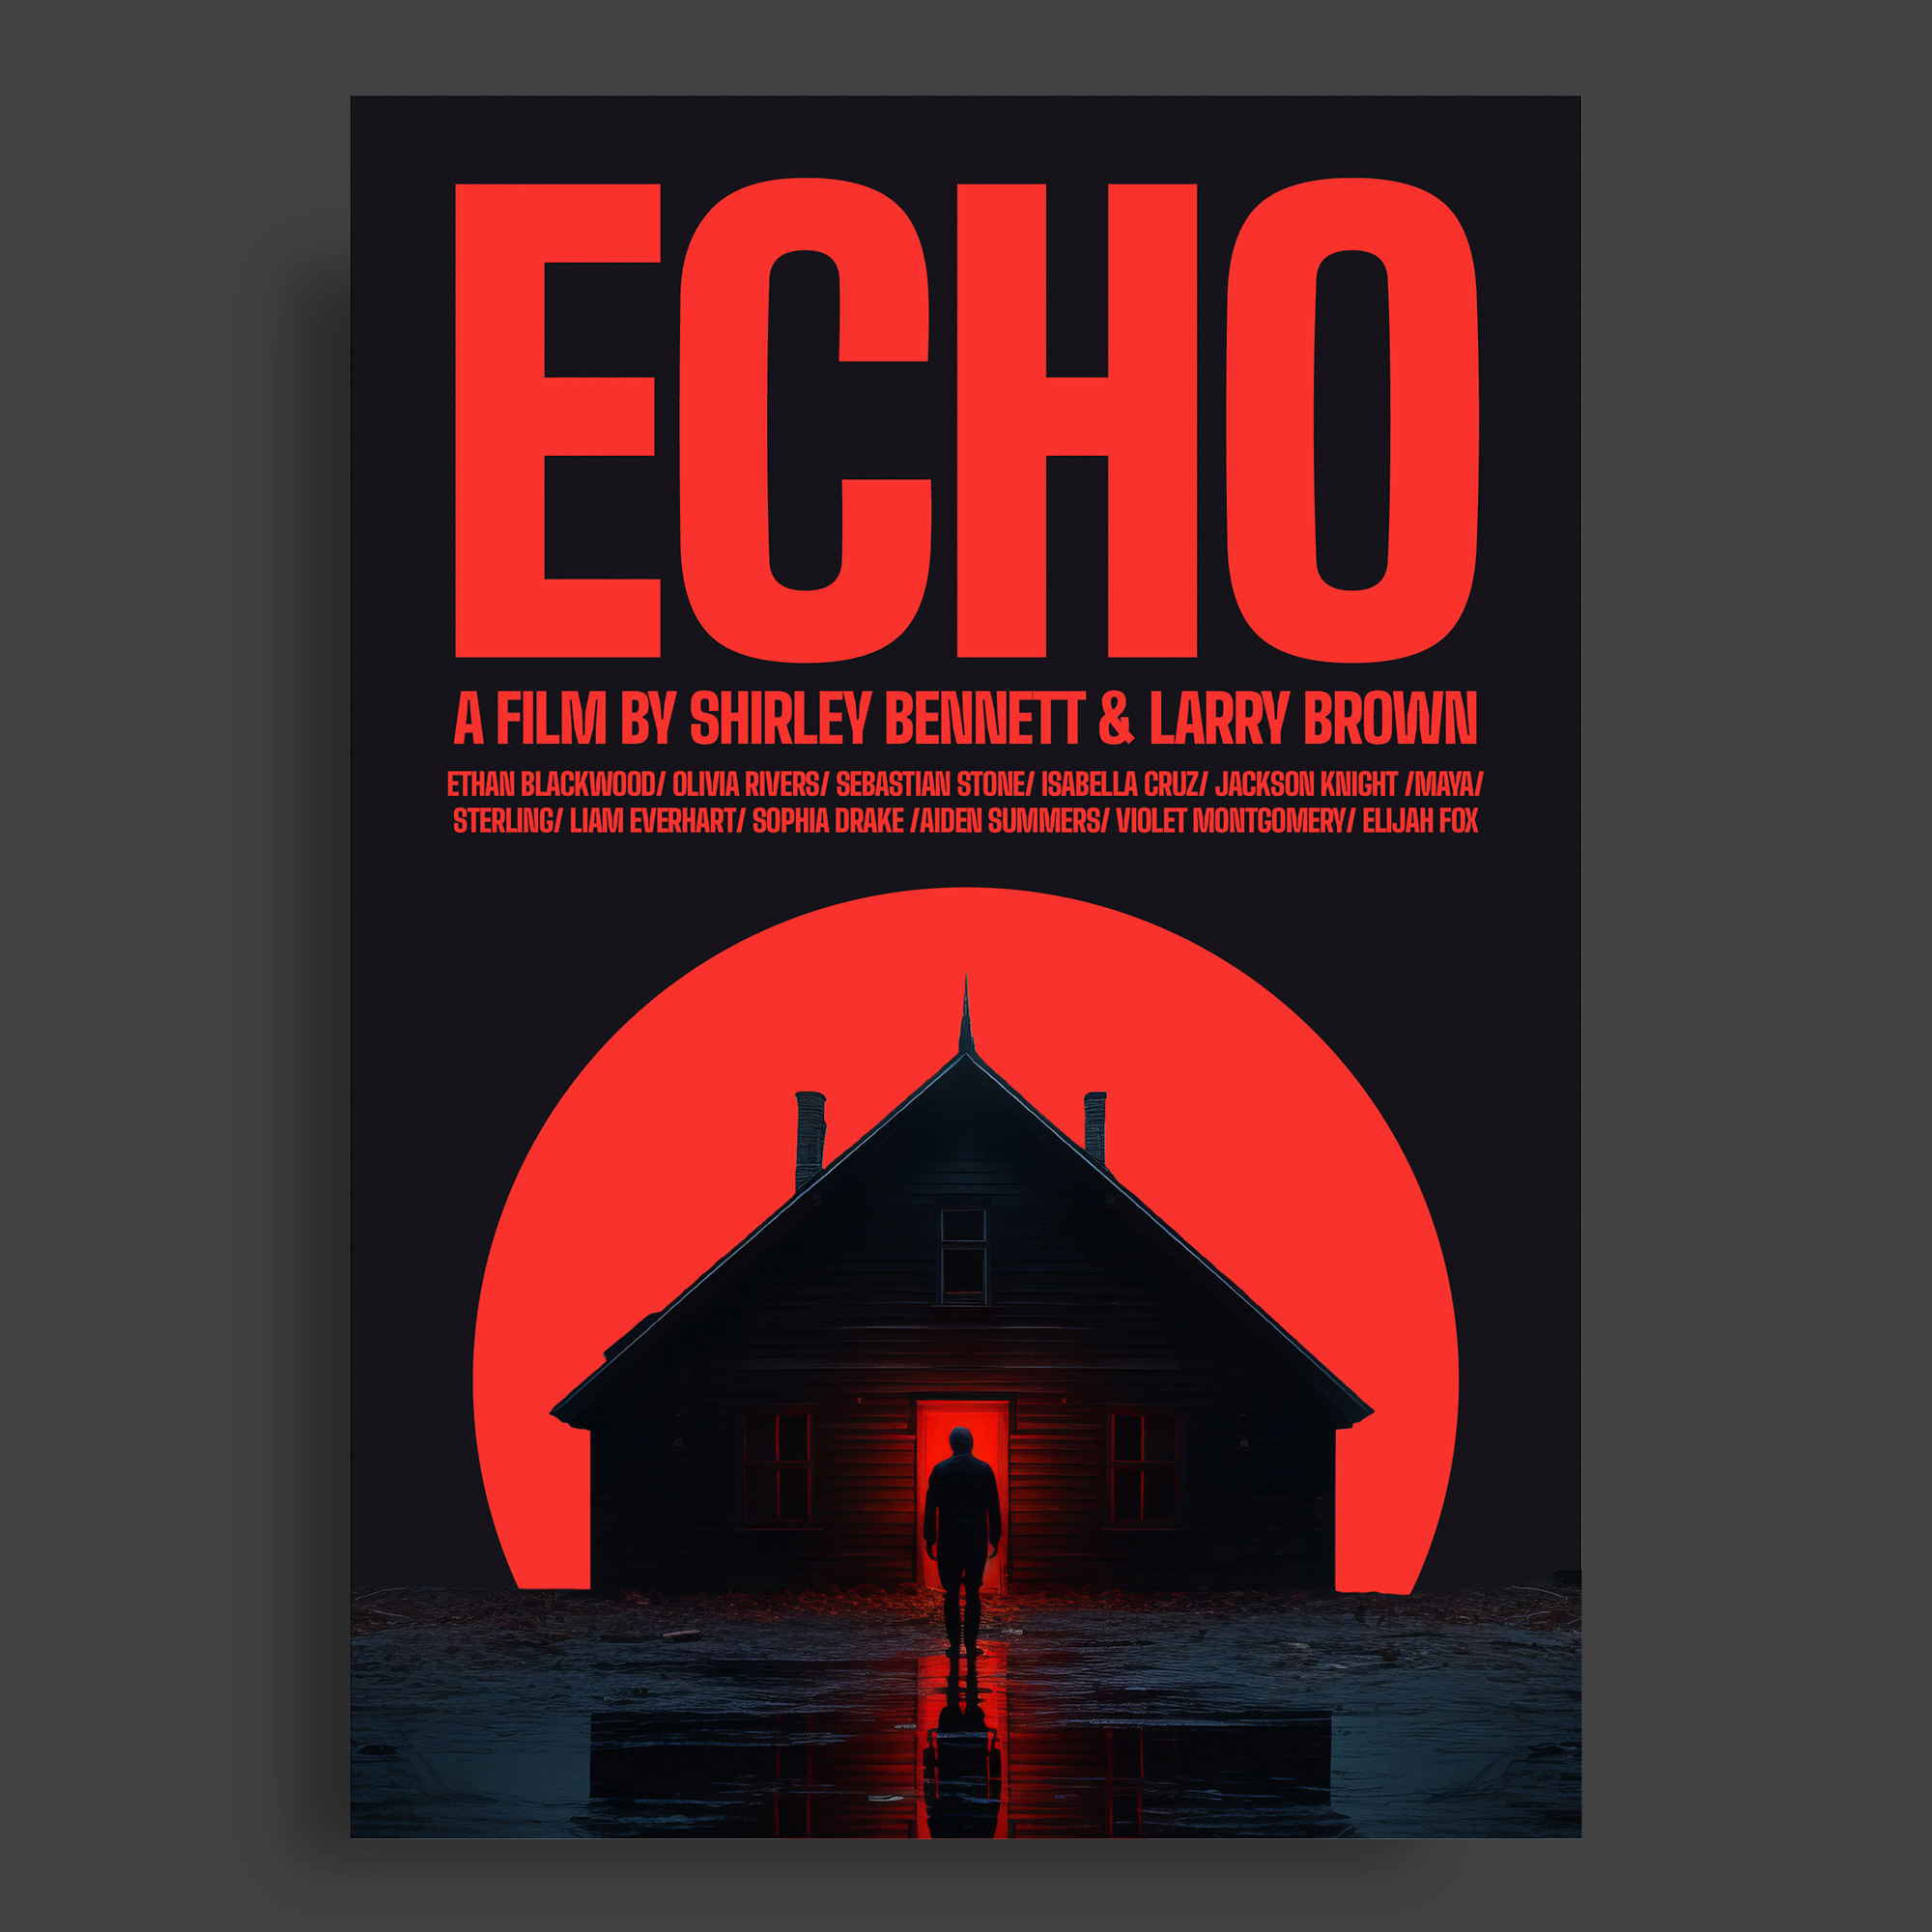 ECHO
A FILM BY SHIRLEY BENNETT & LARRY BROWN
ETHAN BLACKWOOD/ OLIVIA RIVERS/ SEBASTIAN STONE/ ISABELLA CRUZ/ JACKSON KNIGHT /MAYA/
STERLING/ LIAM EVERHART/ SOPHIA DRAKE /AIDEN SUMMERS/ VIOLET MONTGOMERY/ ELIJAH FOX